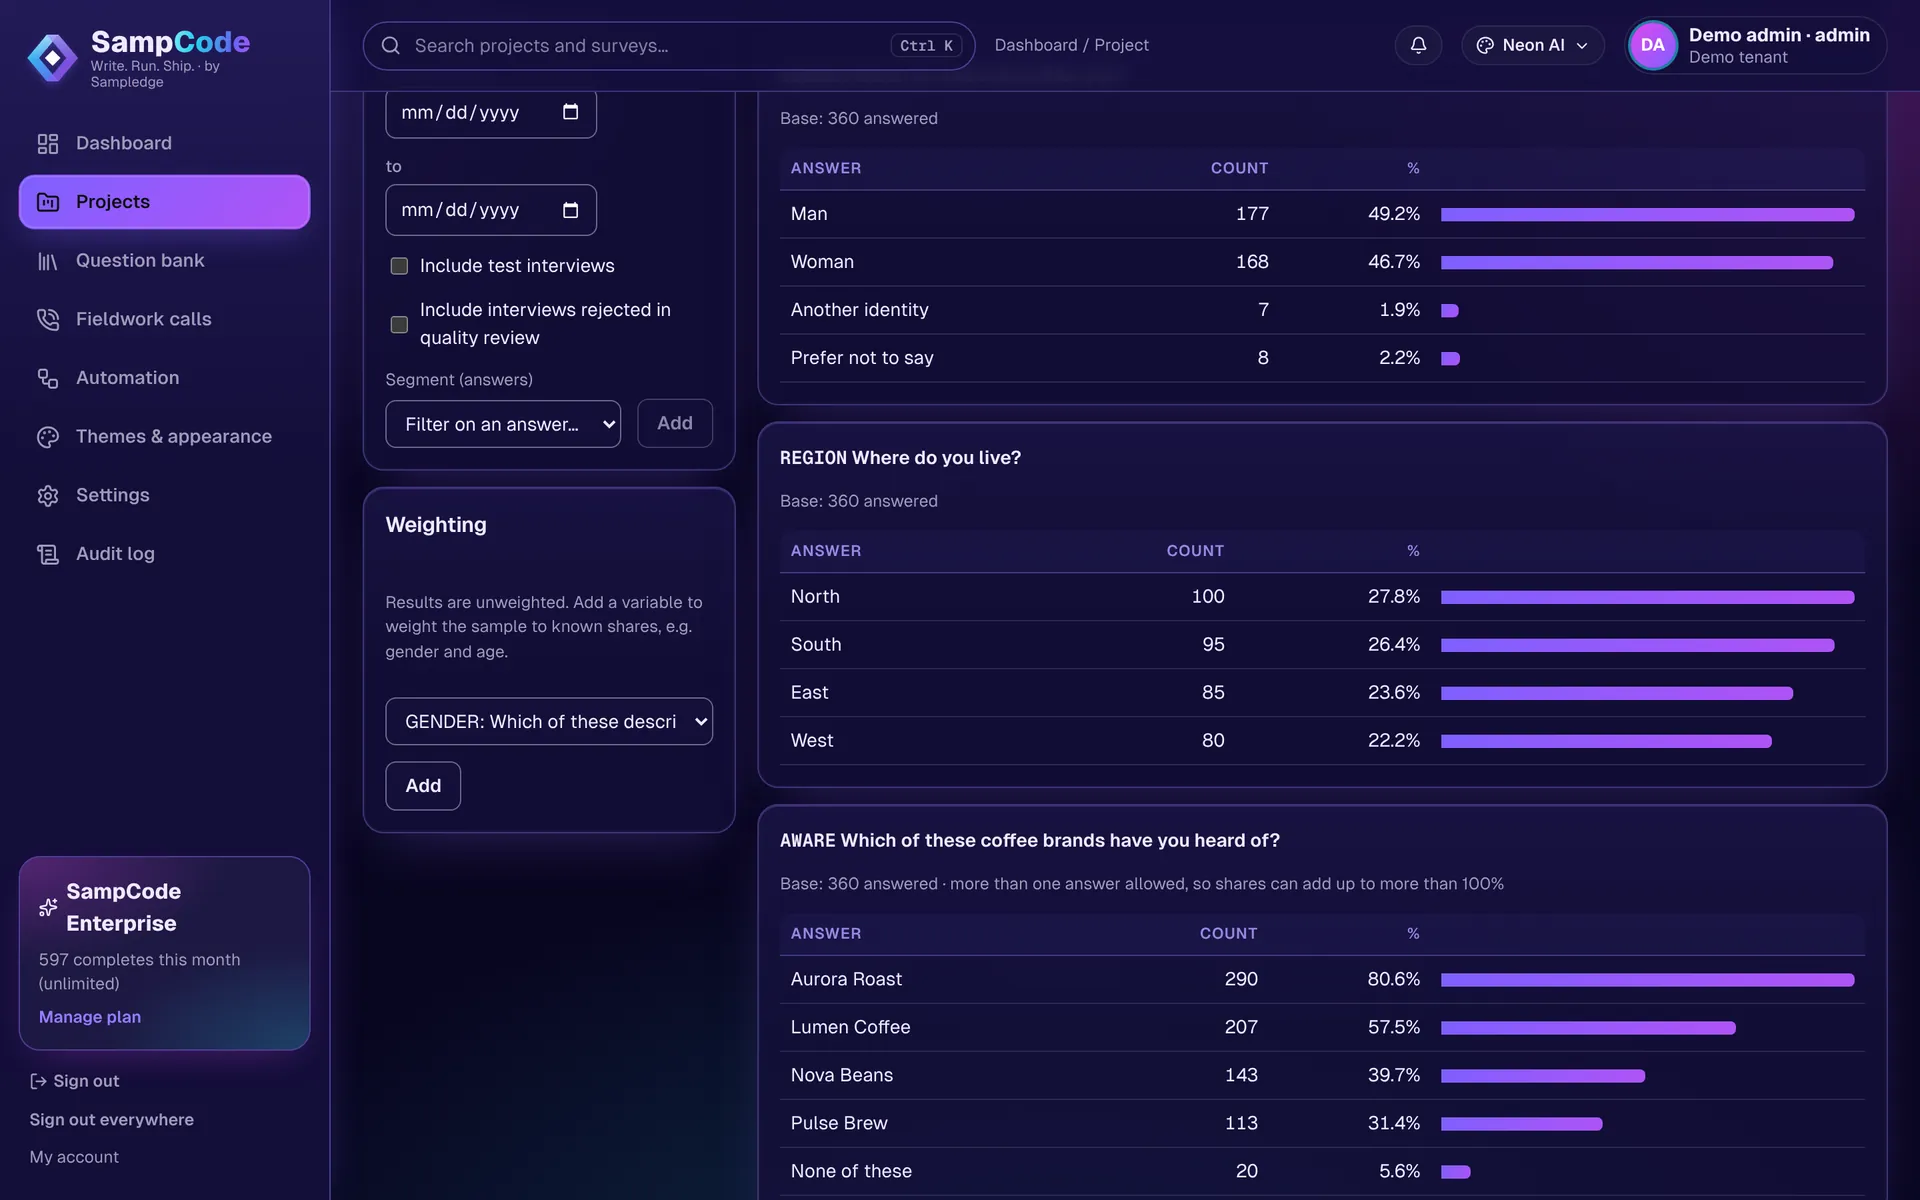 SampCode
Write. Run. Ship. · by
Sampledge
Dashboard
Projects
Question bank
Fieldwork calls
Automation
Themes & appearance
Settings
Audit log
SampCode
Enterprise
597 completes this month
(unlimited)
Manage plan
Sign out
Sign out everywhere
My account
Search projects and surveys...
Ctrl K
Dashboard / Project
Neon AI
DA
Demo admin · admin
Demo tenant
mm/dd/yyyy
to
mm/dd/yyyy
Include test interviews
Include interviews rejected in
quality review
Segment (answers)
Filter on an answer...
Add
Weighting
Results are unweighted. Add a variable to
weight the sample to known shares, e.g.
gender and age.
GENDER: Which of these descri
Add
Base: 360 answered
ANSWER COUNT %
Man 177 49.2%
Woman 168 46.7%
Another identity 7 1.9%
Prefer not to say 8 2.2%
REGION Where do you live?
Base: 360 answered
ANSWER COUNT %
North 100 27.8%
South 95 26.4%
East 85 23.6%
West 80 22.2%
AWARE Which of these coffee brands have you heard of?
Base: 360 answered · more than one answer allowed, so shares can add up to more than 100%
ANSWER COUNT %
Aurora Roast 290 80.6%
Lumen Coffee 207 57.5%
Nova Beans 143 39.7%
Pulse Brew 113 31.4%
None of these 20 5.6%